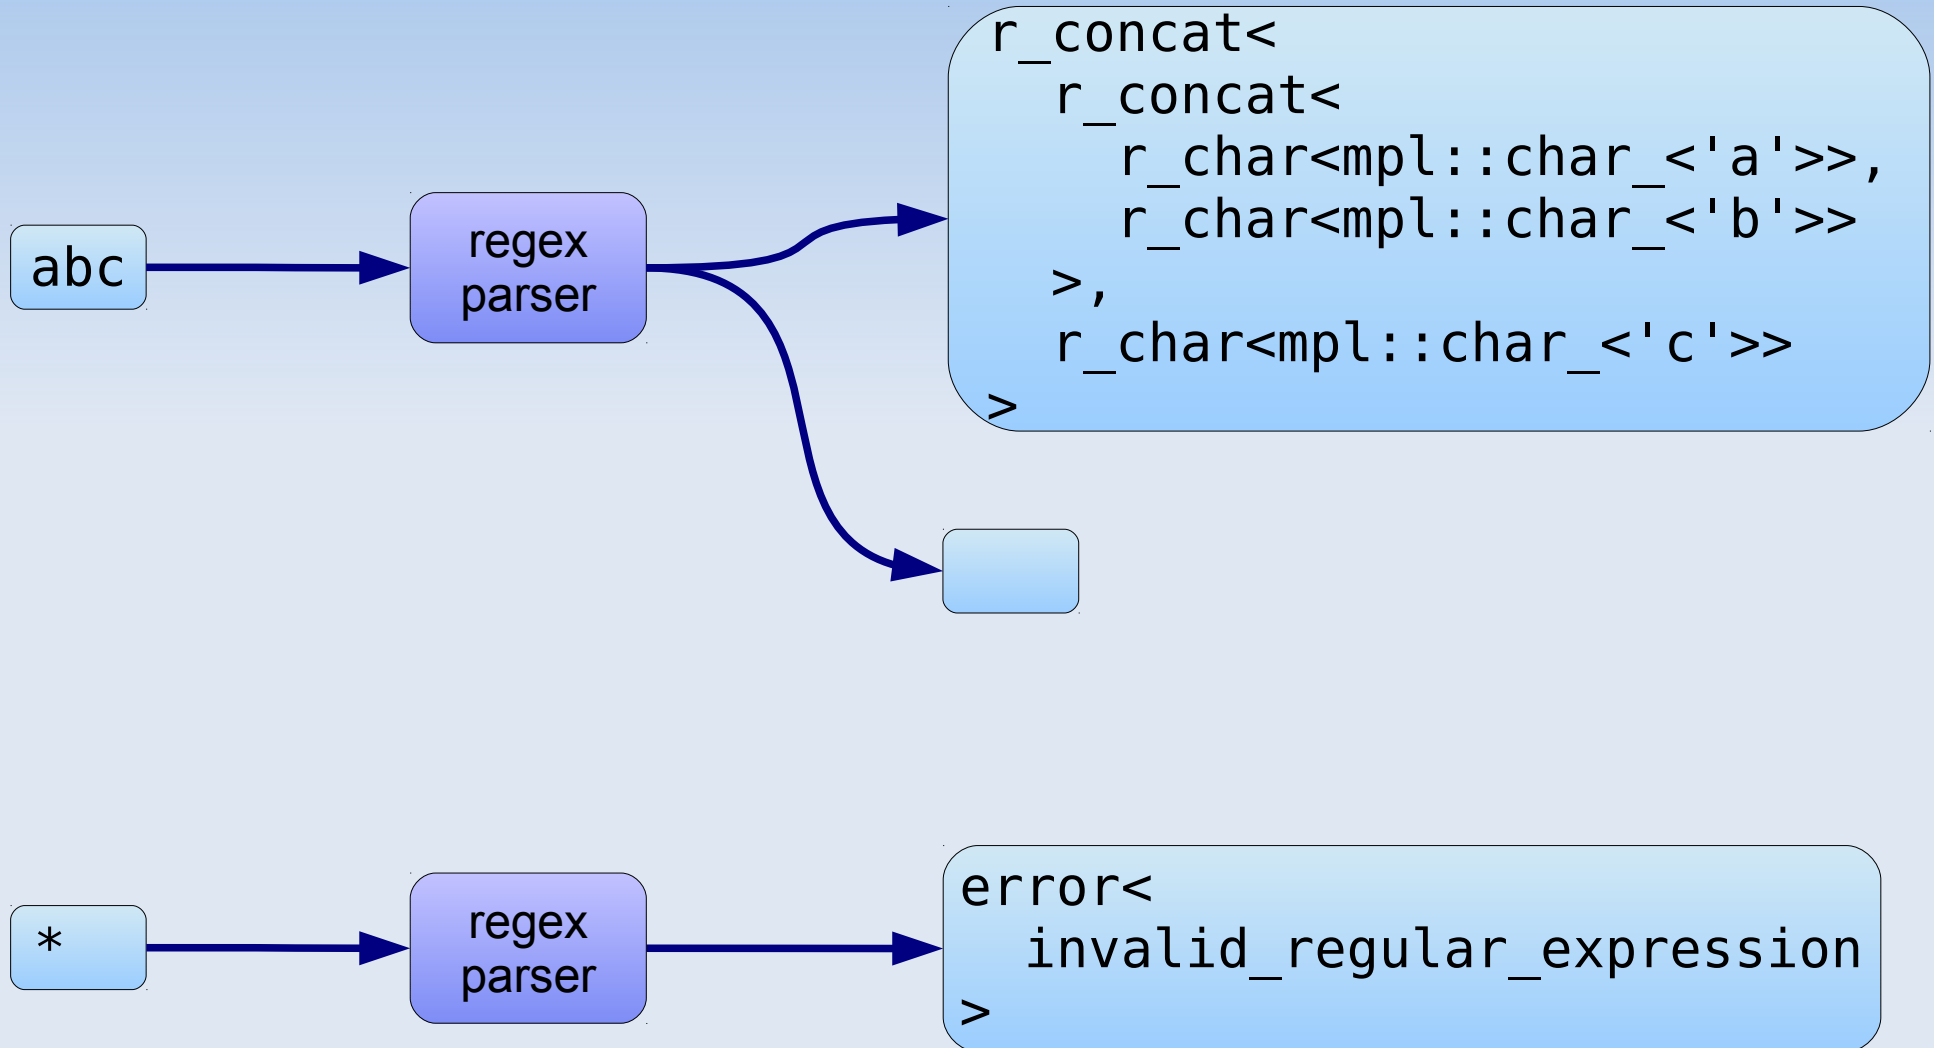 abc
regex
parser
r_concat<
  r_concat<
    r_char<mpl::char_<'a'>>,
    r_char<mpl::char_<'b'>>
  >,
  r_char<mpl::char_<'c'>>
>
*
regex
parser
error<
  invalid_regular_expression
>